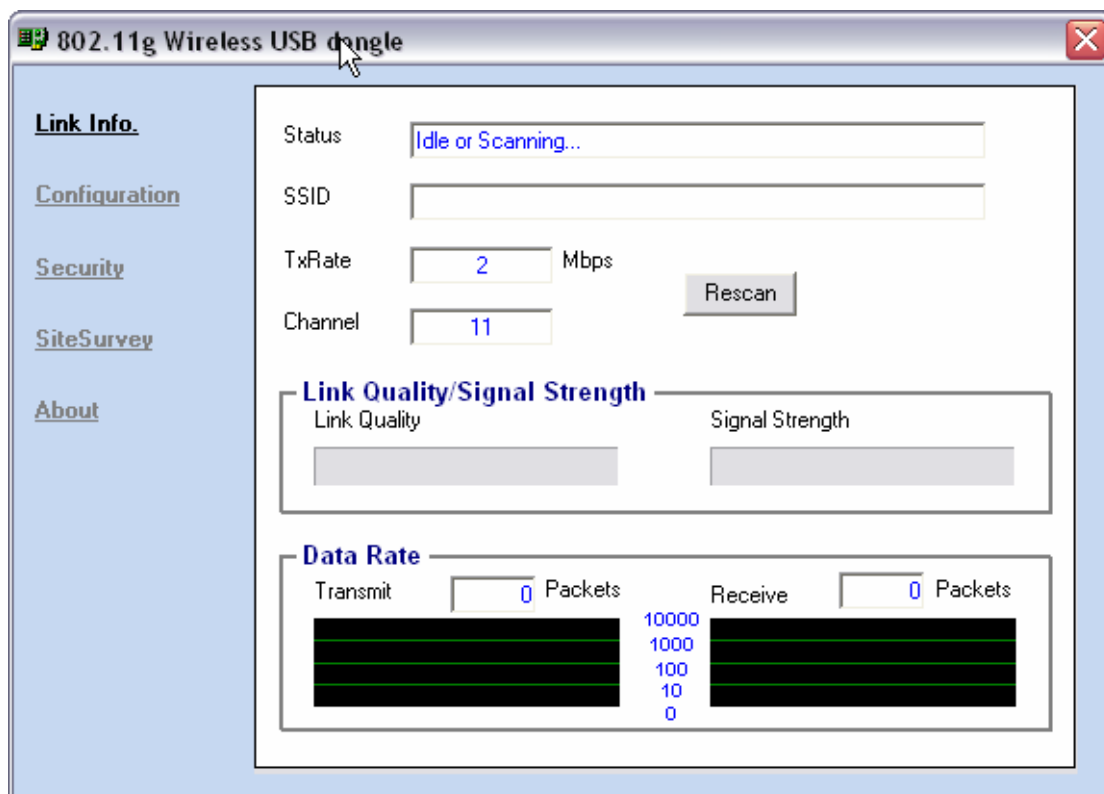 802.11g Wireless USB dongle
Link Info.
Configuration
Security
SiteSurvey
About
Status Idle or Scanning...
SSID
TxRate 2 Mbps
Rescan
Channel 11
Link Quality/Signal Strength
Link Quality Signal Strength
Data Rate
Transmit 0 Packets Receive 0 Packets
10000
1000
100
10
0